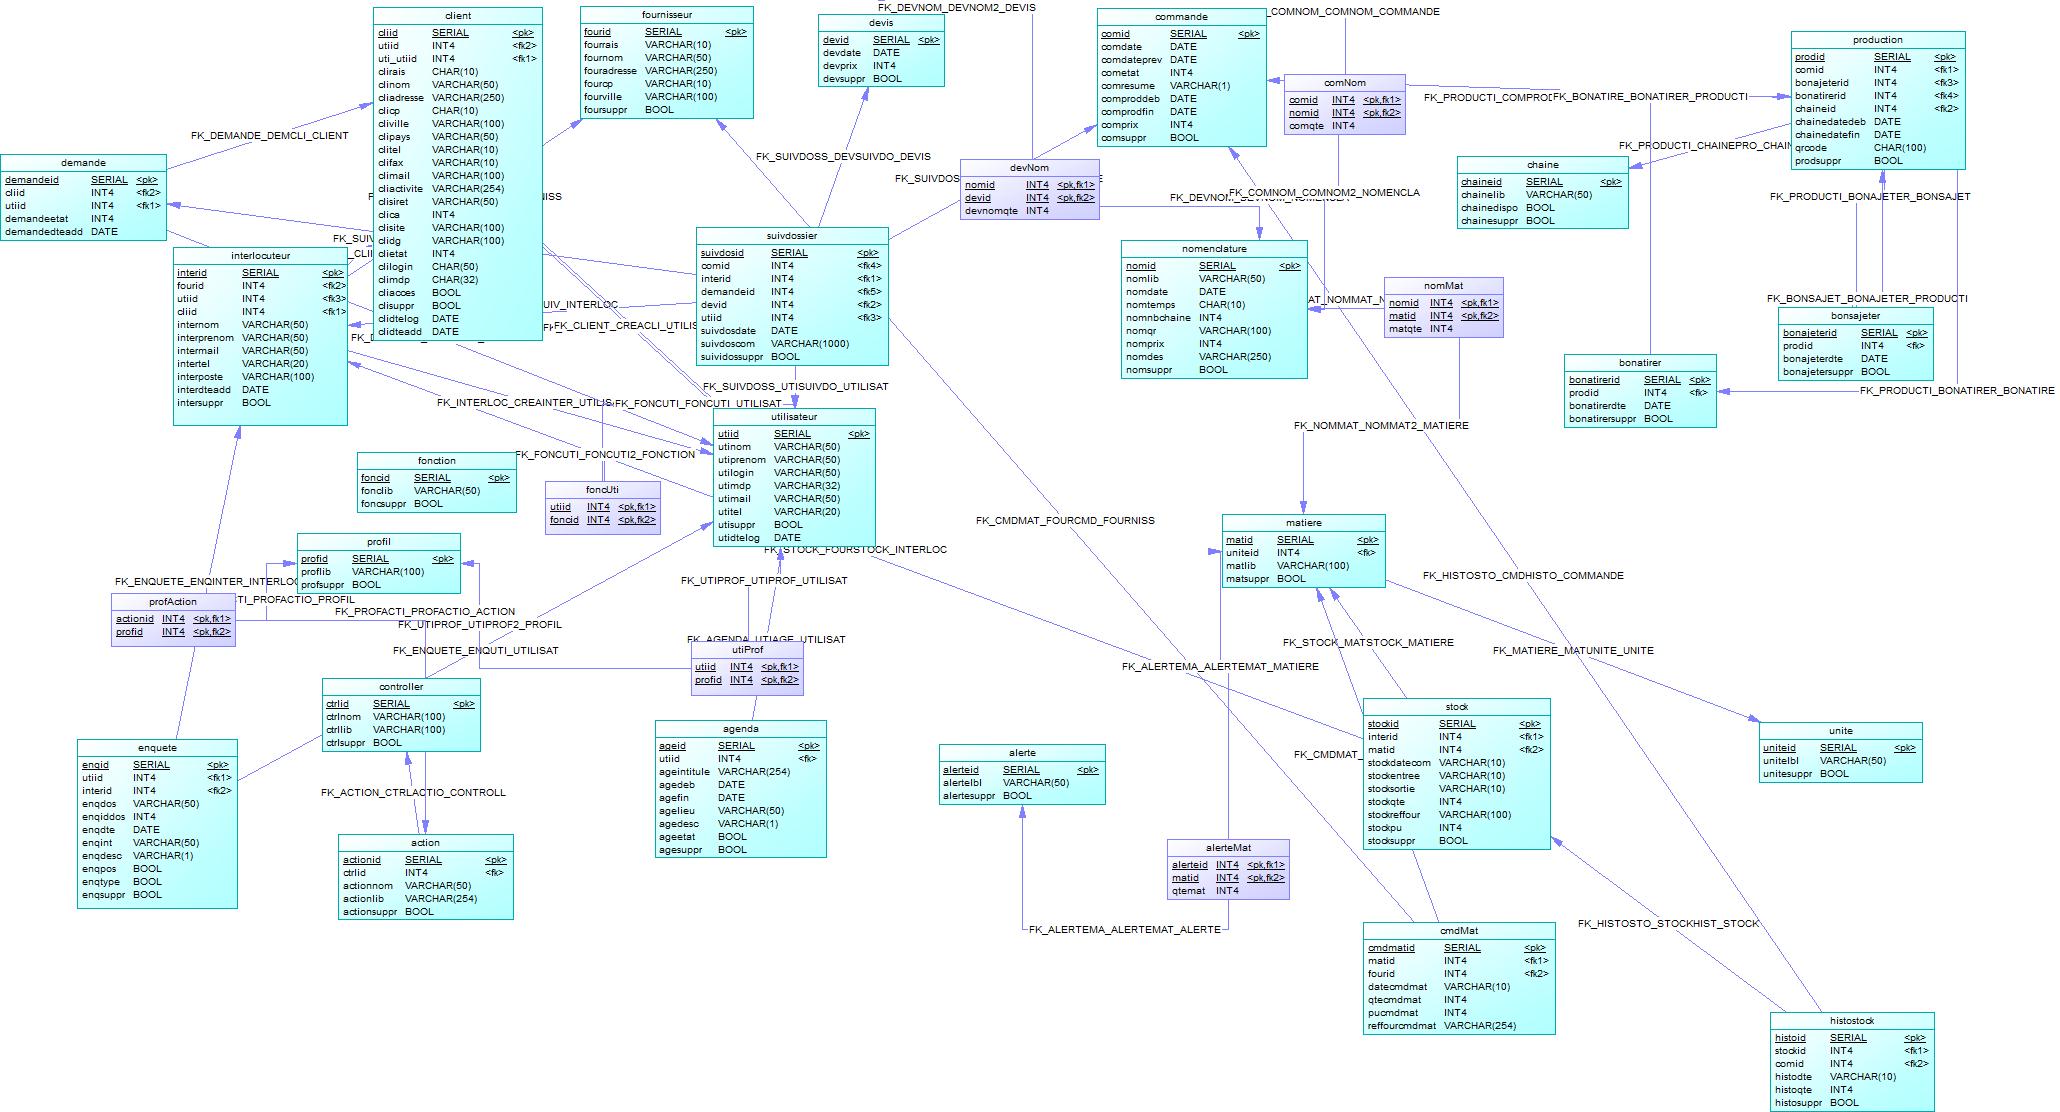 client
cliid SERIAL <pk>
utiid INT4 <fk2>
uti_utiid INT4 <fk1>
clirais CHAR(10)
clinom VARCHAR(50)
cliadresse VARCHAR(250)
clicp CHAR(10)
cliville VARCHAR(100)
clipays VARCHAR(50)
clitel VARCHAR(10)
clifax VARCHAR(10)
climail VARCHAR(100)
cliactivite VARCHAR(254)
clisiret VARCHAR(50)
clica INT4
clisite VARCHAR(100)
clidg VARCHAR(100)
clietat INT4
clilogin CHAR(50)
climdp CHAR(32)
cliacces BOOL
clisuppr BOOL
clidtelog DATE
clidteadd DATE
fournisseur
fourid SERIAL <pk>
fourrais VARCHAR(10)
fournom VARCHAR(50)
fouradresse VARCHAR(250)
fourcp VARCHAR(10)
fourville VARCHAR(100)
foursuppr BOOL
FK_DEVNOM_DEVNOM2_DEVIS
devis
devid SERIAL <pk>
devdate DATE
devprix INT4
devsuppr BOOL
commande
comid SERIAL <pk>
comdate DATE
comdateprev DATE
cometat INT4
comresume VARCHAR(1)
comproddeb DATE
comprodfin DATE
comprix INT4
comsuppr BOOL
_COMNOM_COMNOM_COMMANDE
comNom
comid INT4 <pk,fk1>
nomid INT4 <pk,fk2>
comqte INT4
FK_PRODUCTI_COMPROD
FK_BONATIRE_BONATIRER_PRODUCTI
production
prodid SERIAL <pk>
comid INT4 <fk1>
bonajeterid INT4 <fk3>
bonatirerid INT4 <fk4>
chaineid INT4 <fk2>
chainedatedeb DATE
chainedatefin DATE
qrcode CHAR(100)
prodsuppr BOOL
FK_DEMANDE_DEMCLI_CLIENT
demande
demandeid SERIAL <pk>
cliid INT4 <fk2>
utiid INT4 <fk1>
demandeetat INT4
demandedteadd DATE
FK_SUIVDOSS_DEVSUIVDO_DEVIS
FK_SUIVDOS
devNom
nomid INT4 <pk,fk1>
devid INT4 <pk,fk2>
devnomqte INT4
FK_COMNOM_COMNOM2_NOMENCLA
FK_DEVNOM_DEVNOM_NOMENCLA
FK_PRODUCTI_CHAINEPRO_CHAIN
chaine
chaineid SERIAL <pk>
chainelib VARCHAR(50)
chainedispo BOOL
chainesuppr BOOL
FK_PRODUCTI_BONAJETER_BONSAJET
NISS
FK_SUI
_CLI
interlocuteur
interid SERIAL <pk>
fourid INT4 <fk2>
utiid INT4 <fk3>
cliid INT4 <fk1>
internom VARCHAR(50)
interprenom VARCHAR(50)
intermail VARCHAR(50)
intertel VARCHAR(20)
interposte VARCHAR(100)
interdteadd DATE
intersuppr BOOL
suivdossier
suivdosid SERIAL <pk>
comid INT4 <fk4>
interid INT4 <fk1>
demandeid INT4 <fk5>
devid INT4 <fk2>
utiid INT4 <fk3>
suivdosdate DATE
suivdoscom VARCHAR(1000)
suividossuppr BOOL
UIV_INTERLOC
FK_CLIENT_CREACLI_UTILIS
nomenclature
nomid SERIAL <pk>
nomlib VARCHAR(50)
nomdate DATE
nomtemps CHAR(10)
nomnbchaine INT4
nomqr VARCHAR(100)
nomprix INT4
nomdes VARCHAR(250)
nomsuppr BOOL
AT_NOMMAT_N
nomMat
nomid INT4 <pk,fk1>
matid INT4 <pk,fk2>
matqte INT4
FK_BONSAJET_BONAJETER_PRODUCTI
bonsajeter
bonajeterid SERIAL <pk>
prodid INT4 <fk>
bonajeterdte DATE
bonajetersuppr BOOL
bonatirer
bonatirerid SERIAL <pk>
prodid INT4 <fk>
bonatirerdte DATE
bonatirersuppr BOOL
FK_PRODUCTI_BONATIRER_BONATIRE
FK_SUIVDOSS_UTISUIVDO_UTILISAT
FK_INTERLOC_CREAINTER_UTILIS
FK_FONCUTI_FONCUTI_UTILISAT
utilisateur
utiid SERIAL <pk>
utinom VARCHAR(50)
utiprenom VARCHAR(50)
utilogin VARCHAR(50)
utimdp VARCHAR(32)
utimail VARCHAR(50)
utitel VARCHAR(20)
utisuppr BOOL
utidtelog DATE
FK_NOMMAT_NOMMAT2_MATIERE
fonction
foncid SERIAL <pk>
fonclib VARCHAR(50)
foncsuppr BOOL
FK_FONCUTI_FONCUTI2_FONCTION
foncUti
utiid INT4 <pk,fk1>
foncid INT4 <pk,fk2>
FK_CMDMAT_FOURCMD_FOURNISS
matiere
matid SERIAL <pk>
uniteid INT4 <fk>
matlib VARCHAR(100)
matsuppr BOOL
profil
profid SERIAL <pk>
proflib VARCHAR(100)
profsuppr BOOL
FK_STOCK_FOURSTOCK_INTERLOC
FK_ENQUETE_ENQINTER_INTERLOC
FK_UTIPROF_UTIPROF_UTILISAT
FK_HISTOSTO_CMDHISTO_COMMANDE
profAction
actionid INT4 <pk,fk1>
profid INT4 <pk,fk2>
CTI_PROFACTIO_PROFIL
FK_PROFACTI_PROFACTIO_ACTION
FK_UTIPROF_UTIPROF2_PROFIL
FK_AGENDA_UTIAGE_UTILISAT
FK_ENQUETE_ENQUTI_UTILISAT
utiProf
utiid INT4 <pk,fk1>
profid INT4 <pk,fk2>
FK_STOCK_MATSTOCK_MATIERE
FK_MATIERE_MATUNITE_UNITE
FK_ALERTEMA_ALERTEMAT_MATIERE
controller
ctrlid SERIAL <pk>
ctrlnom VARCHAR(100)
ctrllib VARCHAR(100)
ctrlsuppr BOOL
stock
stockid SERIAL <pk>
interid INT4 <fk1>
matid INT4 <fk2>
stockdatecom VARCHAR(10)
stockentree VARCHAR(10)
stocksortie VARCHAR(10)
stockqte INT4
stockreffour VARCHAR(100)
stockpu INT4
stocksuppr BOOL
FK_CMDMAT_
unite
uniteid SERIAL <pk>
unitelbl VARCHAR(50)
unitesuppr BOOL
enquete
enqid SERIAL <pk>
utiid INT4 <fk1>
interid INT4 <fk2>
enqdos VARCHAR(50)
enqiddos INT4
enqdte DATE
enqint VARCHAR(50)
enqdesc VARCHAR(1)
enqpos BOOL
enqtype BOOL
enqsuppr BOOL
agenda
ageid SERIAL <pk>
utiid INT4 <fk>
ageintitule VARCHAR(254)
agedeb DATE
agefin DATE
agelieu VARCHAR(50)
agedesc VARCHAR(1)
ageetat BOOL
agesuppr BOOL
alerte
alerteid SERIAL <pk>
alertelbl VARCHAR(50)
alertesuppr BOOL
FK_ACTION_CTRLACTIO_CONTROLL
action
actionid SERIAL <pk>
ctrlid INT4 <fk>
actionnom VARCHAR(50)
actionlib VARCHAR(254)
actionsuppr BOOL
alerteMat
alerteid INT4 <pk,fk1>
matid INT4 <pk,fk2>
qtemat INT4
FK_ALERTEMA_ALERTEMAT_ALERTE
cmdMat
cmdmatid SERIAL <pk>
matid INT4 <fk1>
fourid INT4 <fk2>
datecmdmat VARCHAR(10)
qtecmdmat INT4
pucmdmat INT4
reffourcmdmat VARCHAR(254)
FK_HISTOSTO_STOCKHIST_STOCK
histostock
histoid SERIAL <pk>
stockid INT4 <fk1>
comid INT4 <fk2>
histodte VARCHAR(10)
histoqte INT4
histosuppr BOOL